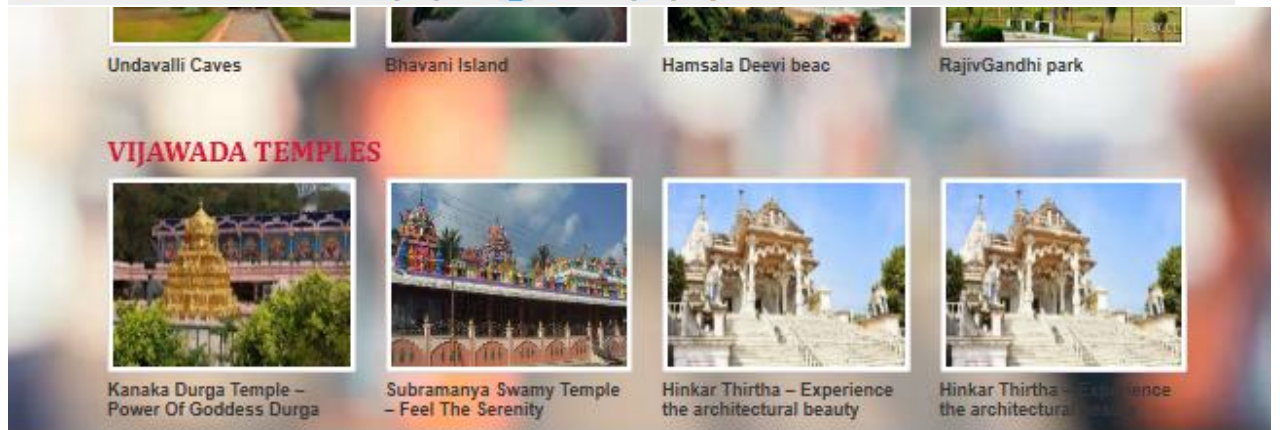 Undavalli Caves
Bhavani Island
Hamsala Deevi beac
RajivGandhi park
VIJAWADA TEMPLES
Kanaka Durga Temple –
Power Of Goddess Durga
Subramanya Swamy Temple
– Feel The Serenity
Hinkar Thirtha – Experience
the architectural beauty
Hinkar Thirtha – Experience
the architectural